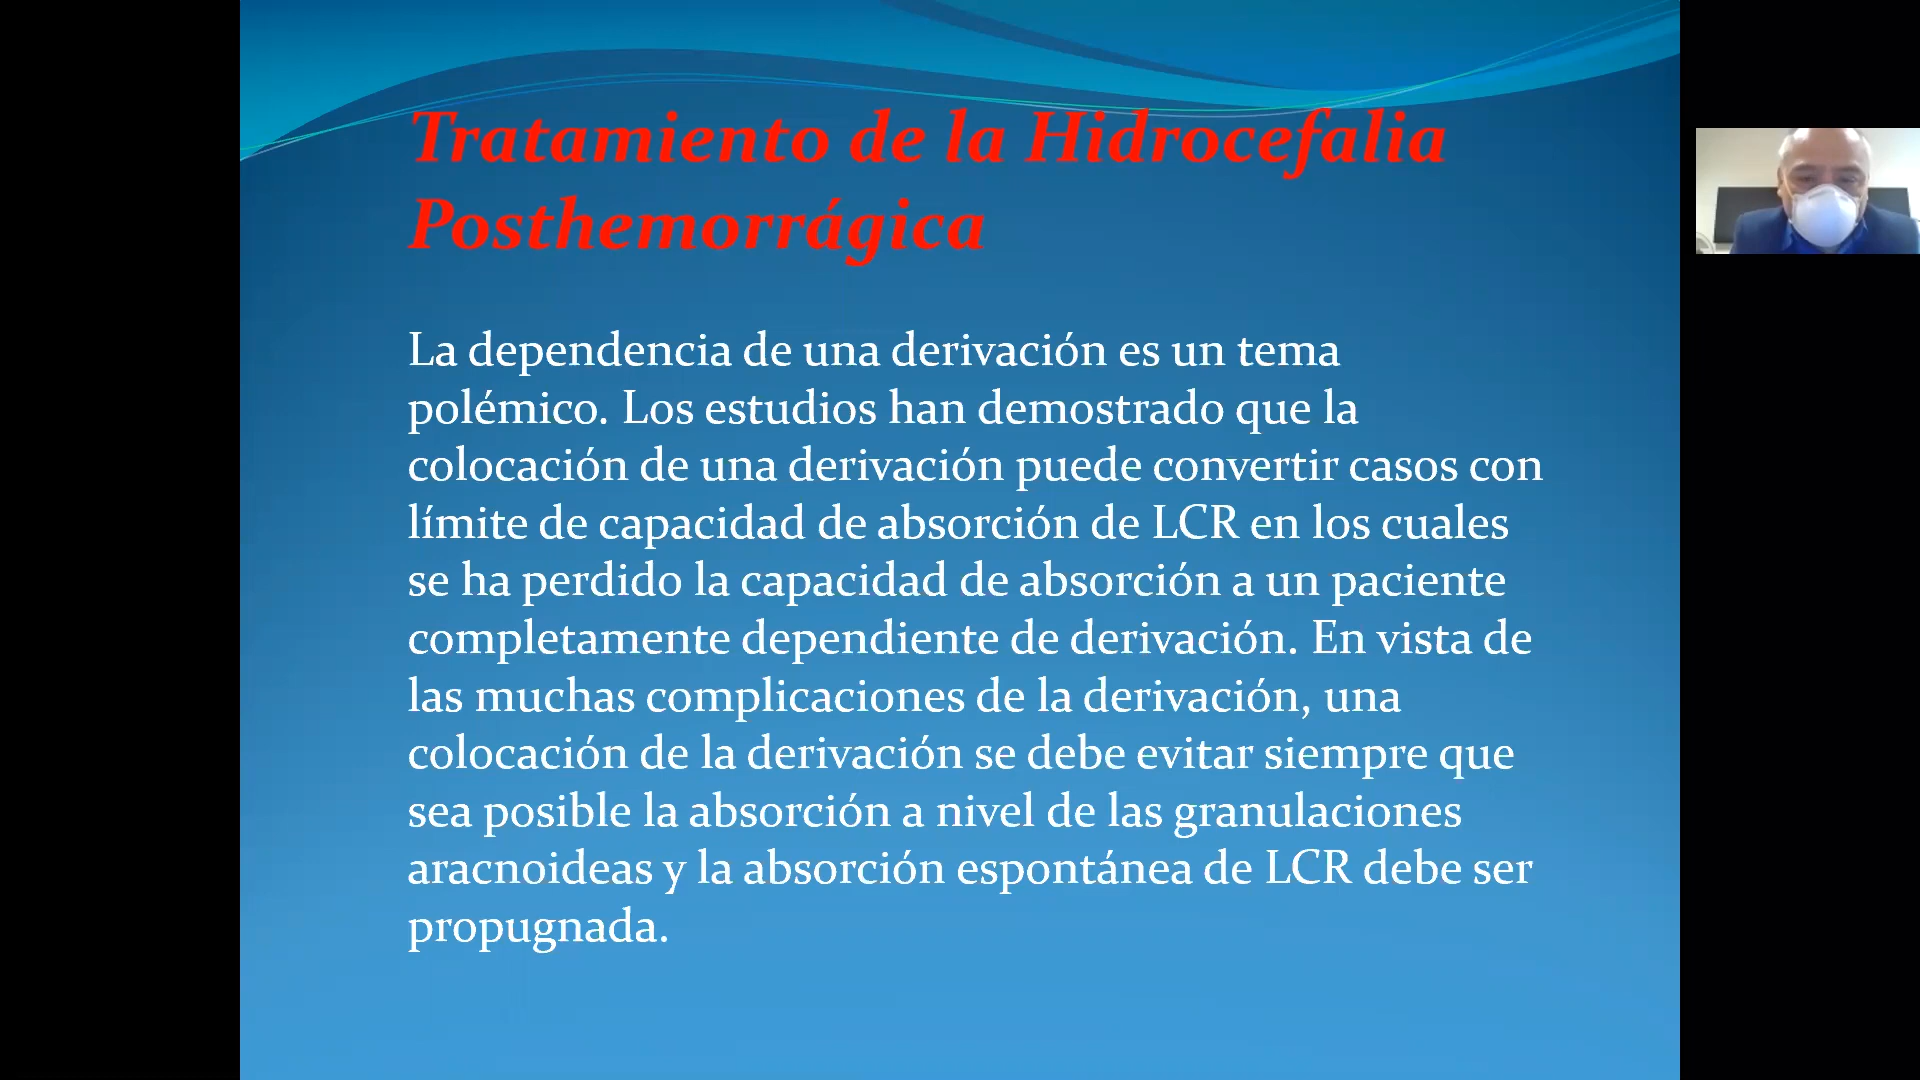 Tratamiento de la Hidrocefalia
Posthemorrágica
La dependencia de una derivación es un tema
polémico. Los estudios han demostrado que la
colocación de una derivación puede convertir casos con
límite de capacidad de absorción de LCR en los cuales
se ha perdido la capacidad de absorción a un paciente
completamente dependiente de derivación. En vista de
las muchas complicaciones de la derivación, una
colocación de la derivación se debe evitar siempre que
sea posible la absorción a nivel de las granulaciones
aracnoideas y la absorción espontánea de LCR debe ser
propugnada.